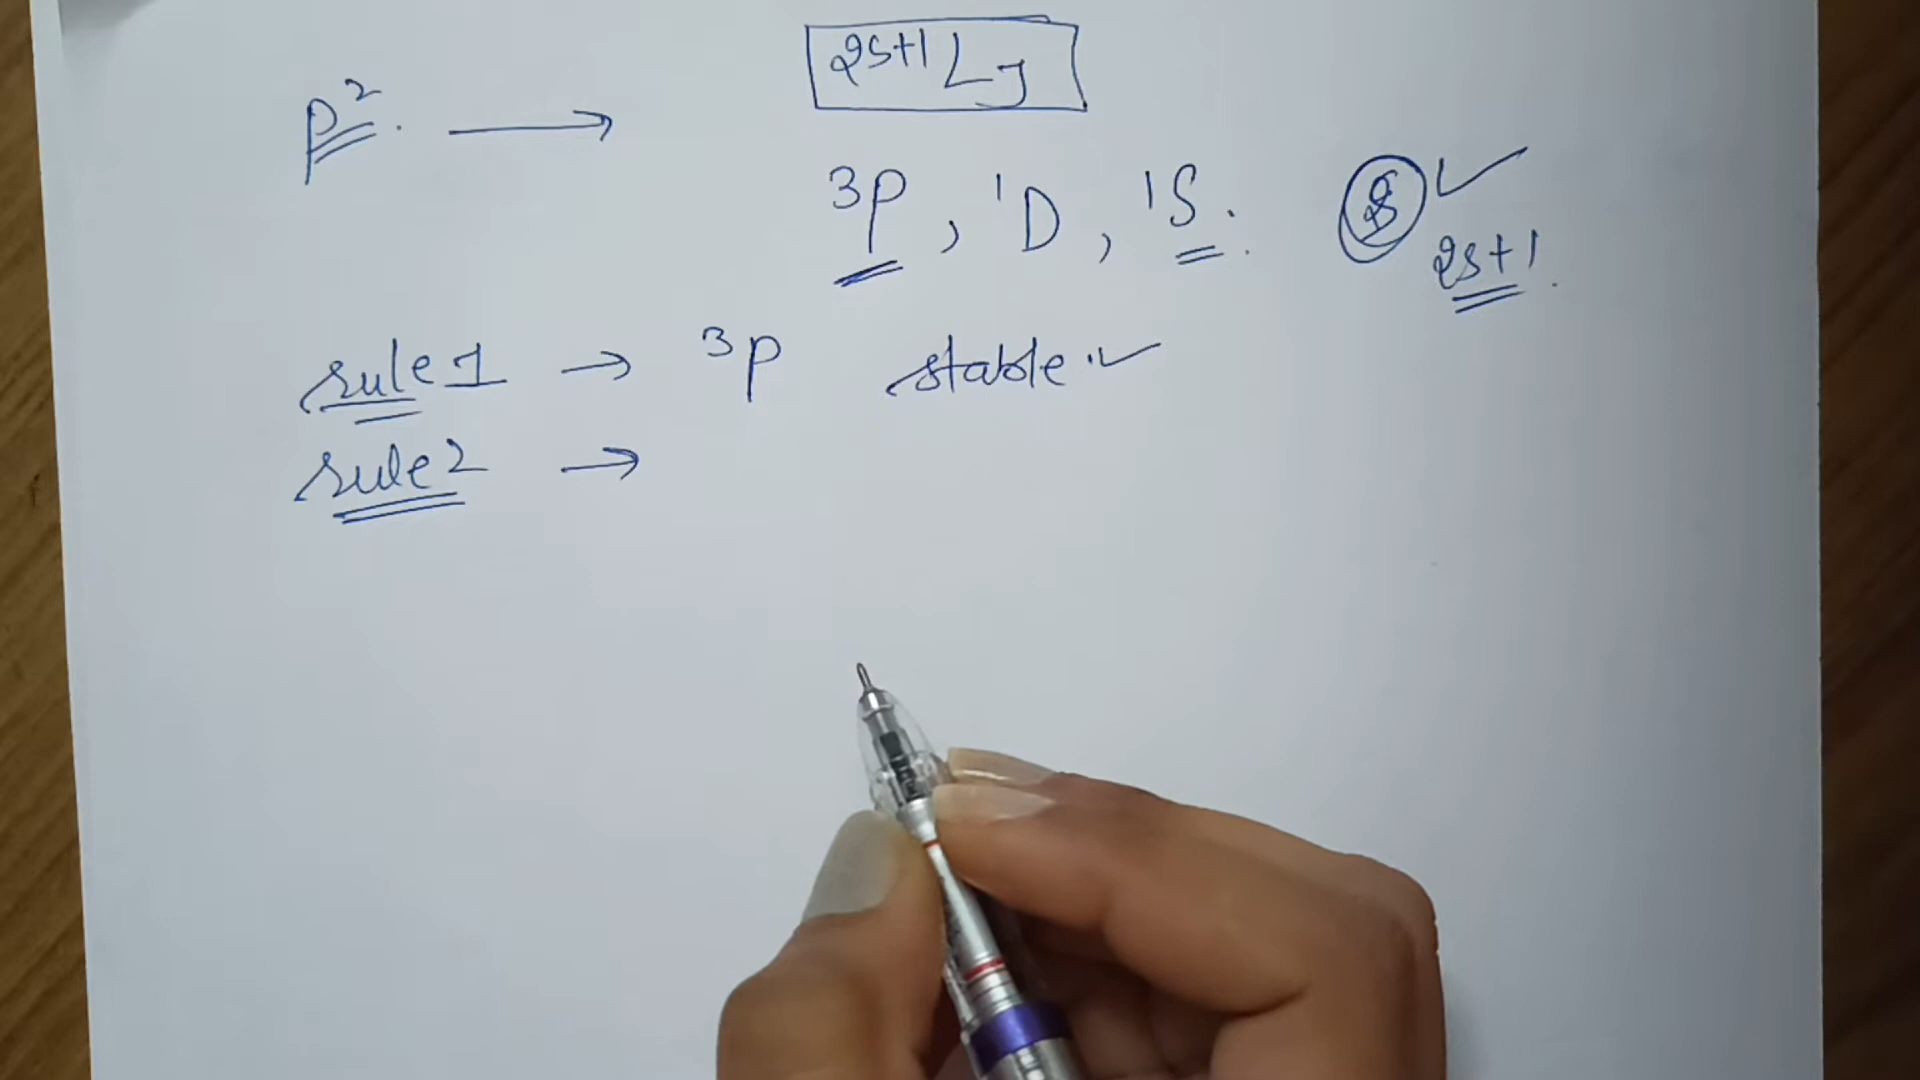 2s+1 L J
p² . →
³P , ¹D , ¹S . S ✓
2s+1 .
rule 1 → ³P stable . ✓
rule 2 →